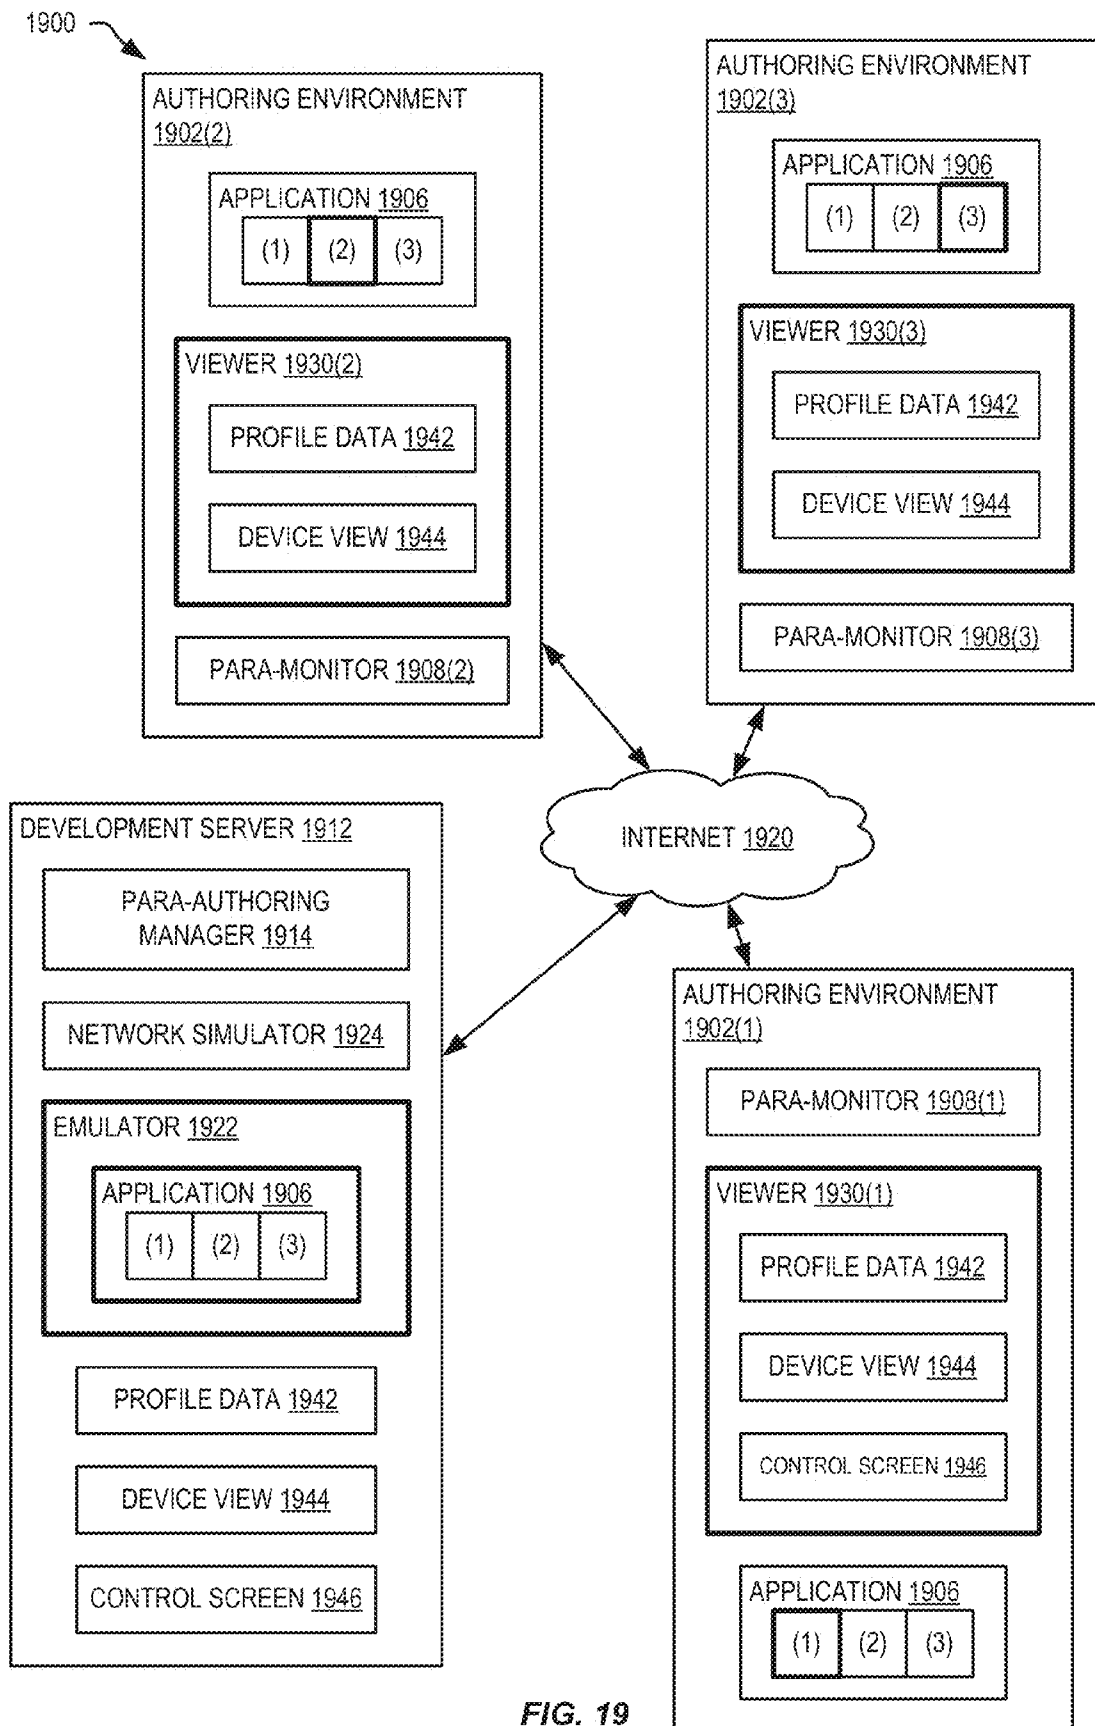 1900
AUTHORING ENVIRONMENT
1902(2)
APPLICATION 1906
(1) (2) (3)
VIEWER 1930(2)
PROFILE DATA 1942
DEVICE VIEW 1944
PARA-MONITOR 1908(2)
AUTHORING ENVIRONMENT
1902(3)
APPLICATION 1906
(1) (2) (3)
VIEWER 1930(3)
PROFILE DATA 1942
DEVICE VIEW 1944
PARA-MONITOR 1908(3)
INTERNET 1920
DEVELOPMENT SERVER 1912
PARA-AUTHORING
MANAGER 1914
NETWORK SIMULATOR 1924
EMULATOR 1922
APPLICATION 1906
(1) (2) (3)
PROFILE DATA 1942
DEVICE VIEW 1944
CONTROL SCREEN 1946
AUTHORING ENVIRONMENT
1902(1)
PARA-MONITOR 1908(1)
VIEWER 1930(1)
PROFILE DATA 1942
DEVICE VIEW 1944
CONTROL SCREEN 1946
APPLICATION 1906
(1) (2) (3)
FIG. 19